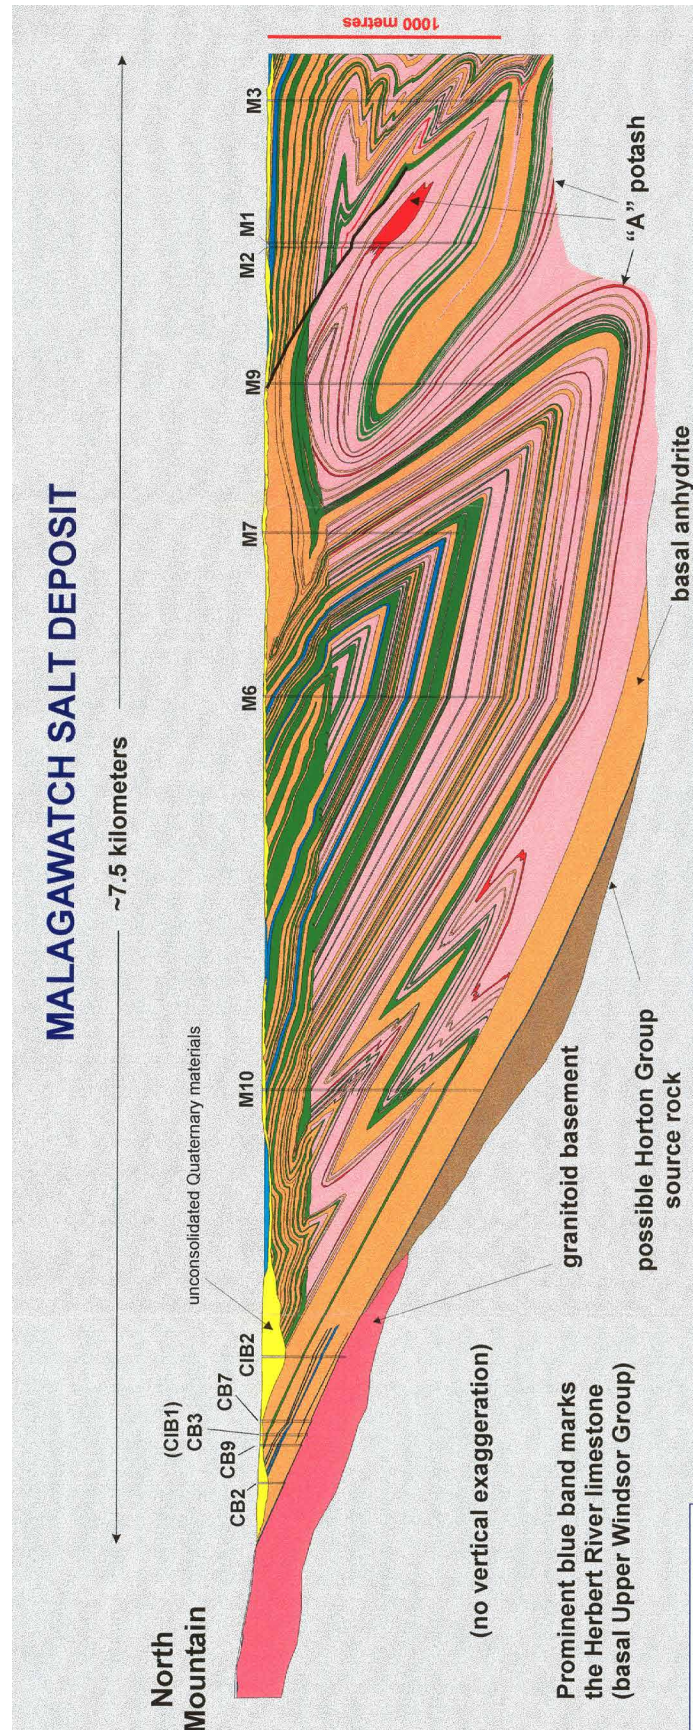 MALAGAWATCH SALT DEPOSIT
~7.5 kilometers
North
Mountain
CB2
CB9
(CIB1)
CB3
CB7
CIB2
unconsolidated Quaternary materials
M10
M6
M7
M9
M2
M1
M3
1000 metres
"A" potash
basal anhydrite
granitoid basement
possible Horton Group
source rock
(no vertical exaggeration)
Prominent blue band marks
the Herbert River limestone
(basal Upper Windsor Group)